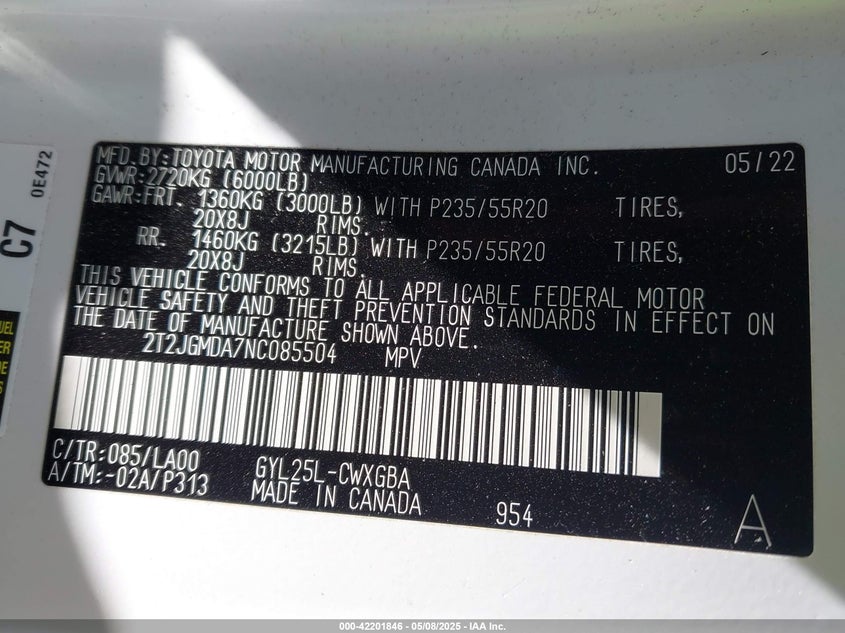 MFD.BY:TOYOTA MOTOR MANUFACTURING CANADA INC. 05/22
GVWR:2720KG (6000LB)
GAWR:FRT. 1360KG (3000LB) WITH P235/55R20 TIRES,
20X8J RIMS.
RR. 1460KG (3215LB) WITH P235/55R20 TIRES,
20X8J RIMS.
THIS VEHICLE CONFORMS TO ALL APPLICABLE FEDERAL MOTOR
VEHICLE SAFETY AND THEFT PREVENTION STANDARDS IN EFFECT ON
THE DATE OF MANUFACTURE SHOWN ABOVE.
2T2JGMDA7NC085504 MPV
C/TR:085/LA00 GYL25L-CWXGBA
A/TM:-02A/P313 MADE IN CANADA 954 A
C7 0E472
000-42201846 - 05/08/2025 - IAA Inc.